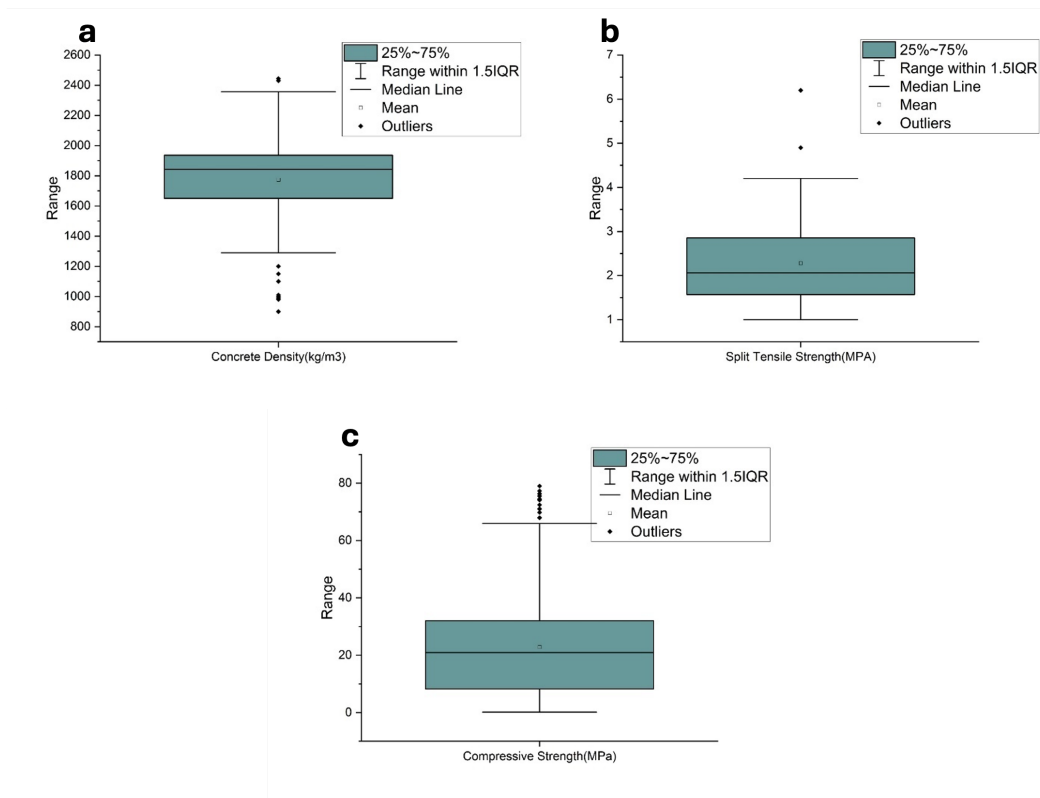 a
25%~75%
Range within 1.5IQR
Median Line
Mean
Outliers
2600
2400
2200
2000
1800
1600
1400
1200
1000
800
Range
Concrete Density(kg/m3)
b
25%~75%
Range within 1.5IQR
Median Line
Mean
Outliers
7
6
5
4
3
2
1
Range
Split Tensile Strength(MPA)
c
25%~75%
Range within 1.5IQR
Median Line
Mean
Outliers
80
60
40
20
0
Range
Compressive Strength(MPa)